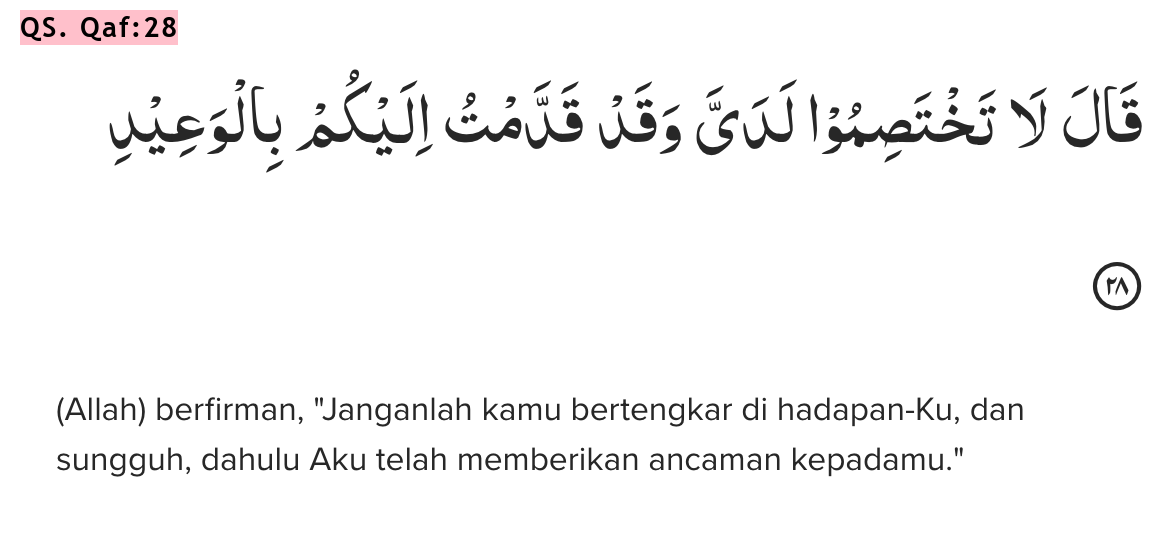 QS. Qaf:28
قَالَ لَا تَخْتَصِمُوْا لَدَيَّ وَقَدْ قَدَّمْتُ اِلَيْكُمْ بِالْوَعِيْدِ
٢٨
(Allah) berfirman, "Janganlah kamu bertengkar di hadapan-Ku, dan
sungguh, dahulu Aku telah memberikan ancaman kepadamu."